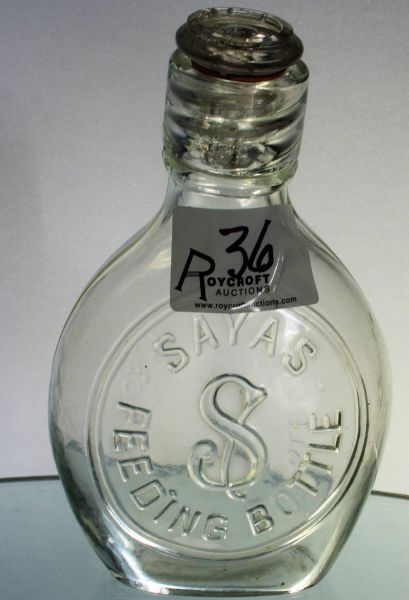 36
ROYCROFT
AUCTIONS
www.roycroftauctions.com
SAYAS
S
FEEDING BOTTLE